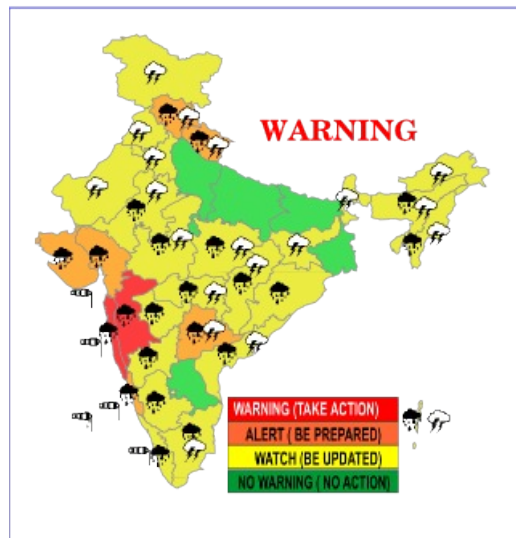 WARNING
WARNING (TAKE ACTION)
ALERT ( BE PREPARED)
WATCH (BE UPDATED)
NO WARNING ( NO ACTION)